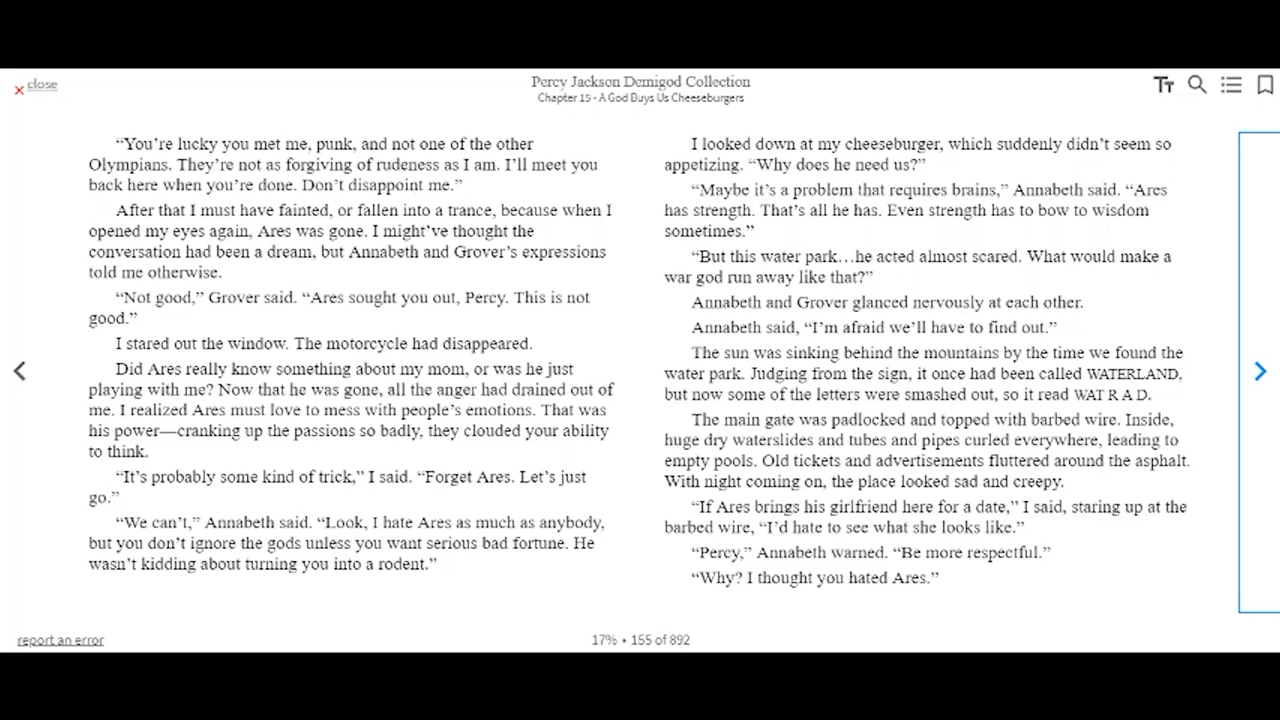 close
Percy Jackson Demigod Collection
Chapter 15 - A God Buys Us Cheeseburgers
“You’re lucky you met me, punk, and not one of the other
Olympians. They’re not as forgiving of rudeness as I am. I’ll meet you
back here when you’re done. Don’t disappoint me.”
After that I must have fainted, or fallen into a trance, because when I
opened my eyes again, Ares was gone. I might’ve thought the
conversation had been a dream, but Annabeth and Grover’s expressions
told me otherwise.
“Not good,” Grover said. “Ares sought you out, Percy. This is not
good.”
I stared out the window. The motorcycle had disappeared.
Did Ares really know something about my mom, or was he just
playing with me? Now that he was gone, all the anger had drained out of
me. I realized Ares must love to mess with people’s emotions. That was
his power—cranking up the passions so badly, they clouded your ability
to think.
“It’s probably some kind of trick,” I said. “Forget Ares. Let’s just
go.”
“We can’t,” Annabeth said. “Look, I hate Ares as much as anybody,
but you don’t ignore the gods unless you want serious bad fortune. He
wasn’t kidding about turning you into a rodent.”
I looked down at my cheeseburger, which suddenly didn’t seem so
appetizing. “Why does he need us?”
“Maybe it’s a problem that requires brains,” Annabeth said. “Ares
has strength. That’s all he has. Even strength has to bow to wisdom
sometimes.”
“But this water park…he acted almost scared. What would make a
war god run away like that?”
Annabeth and Grover glanced nervously at each other.
Annabeth said, “I’m afraid we’ll have to find out.”
The sun was sinking behind the mountains by the time we found the
water park. Judging from the sign, it once had been called WATERLAND,
but now some of the letters were smashed out, so it read WAT R A D.
The main gate was padlocked and topped with barbed wire. Inside,
huge dry waterslides and tubes and pipes curled everywhere, leading to
empty pools. Old tickets and advertisements fluttered around the asphalt.
With night coming on, the place looked sad and creepy.
“If Ares brings his girlfriend here for a date,” I said, staring up at the
barbed wire, “I’d hate to see what she looks like.”
“Percy,” Annabeth warned. “Be more respectful.”
“Why? I thought you hated Ares.”
report an error
17% • 155 of 892